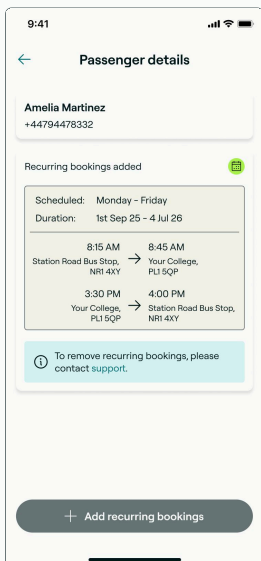 9:41
Passenger details
Amelia Martinez
+44794478332
Recurring bookings added
Scheduled: Monday - Friday
Duration: 1st Sep 25 - 4 Jul 26
8:15 AM
Station Road Bus Stop,
NR1 4XY
8:45 AM
Your College,
PL1 5QP
3:30 PM
Your College,
PL1 5QP
4:00 PM
Station Road Bus Stop,
NR1 4XY
To remove recurring bookings, please
contact support.
Add recurring bookings